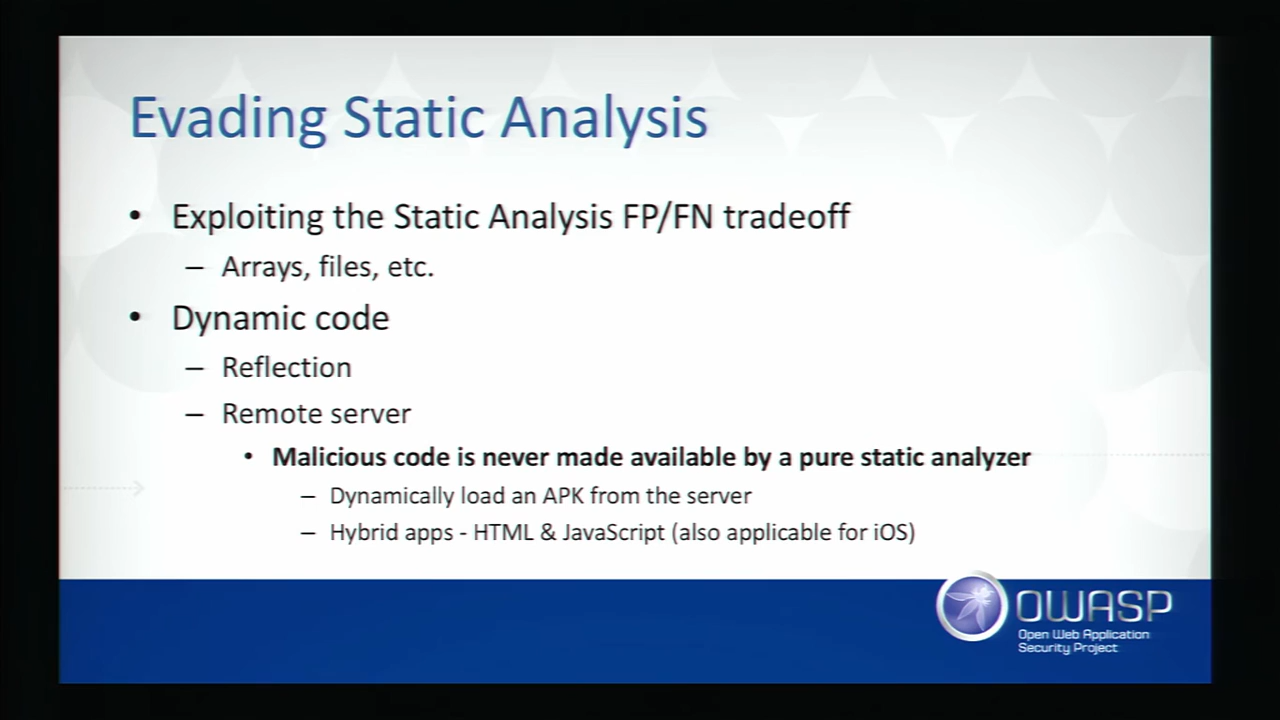 Evading Static Analysis
• Exploiting the Static Analysis FP/FN tradeoff
– Arrays, files, etc.
• Dynamic code
– Reflection
– Remote server
• Malicious code is never made available by a pure static analyzer
– Dynamically load an APK from the server
– Hybrid apps - HTML & JavaScript (also applicable for iOS)
OWASP
Open Web Application
Security Project